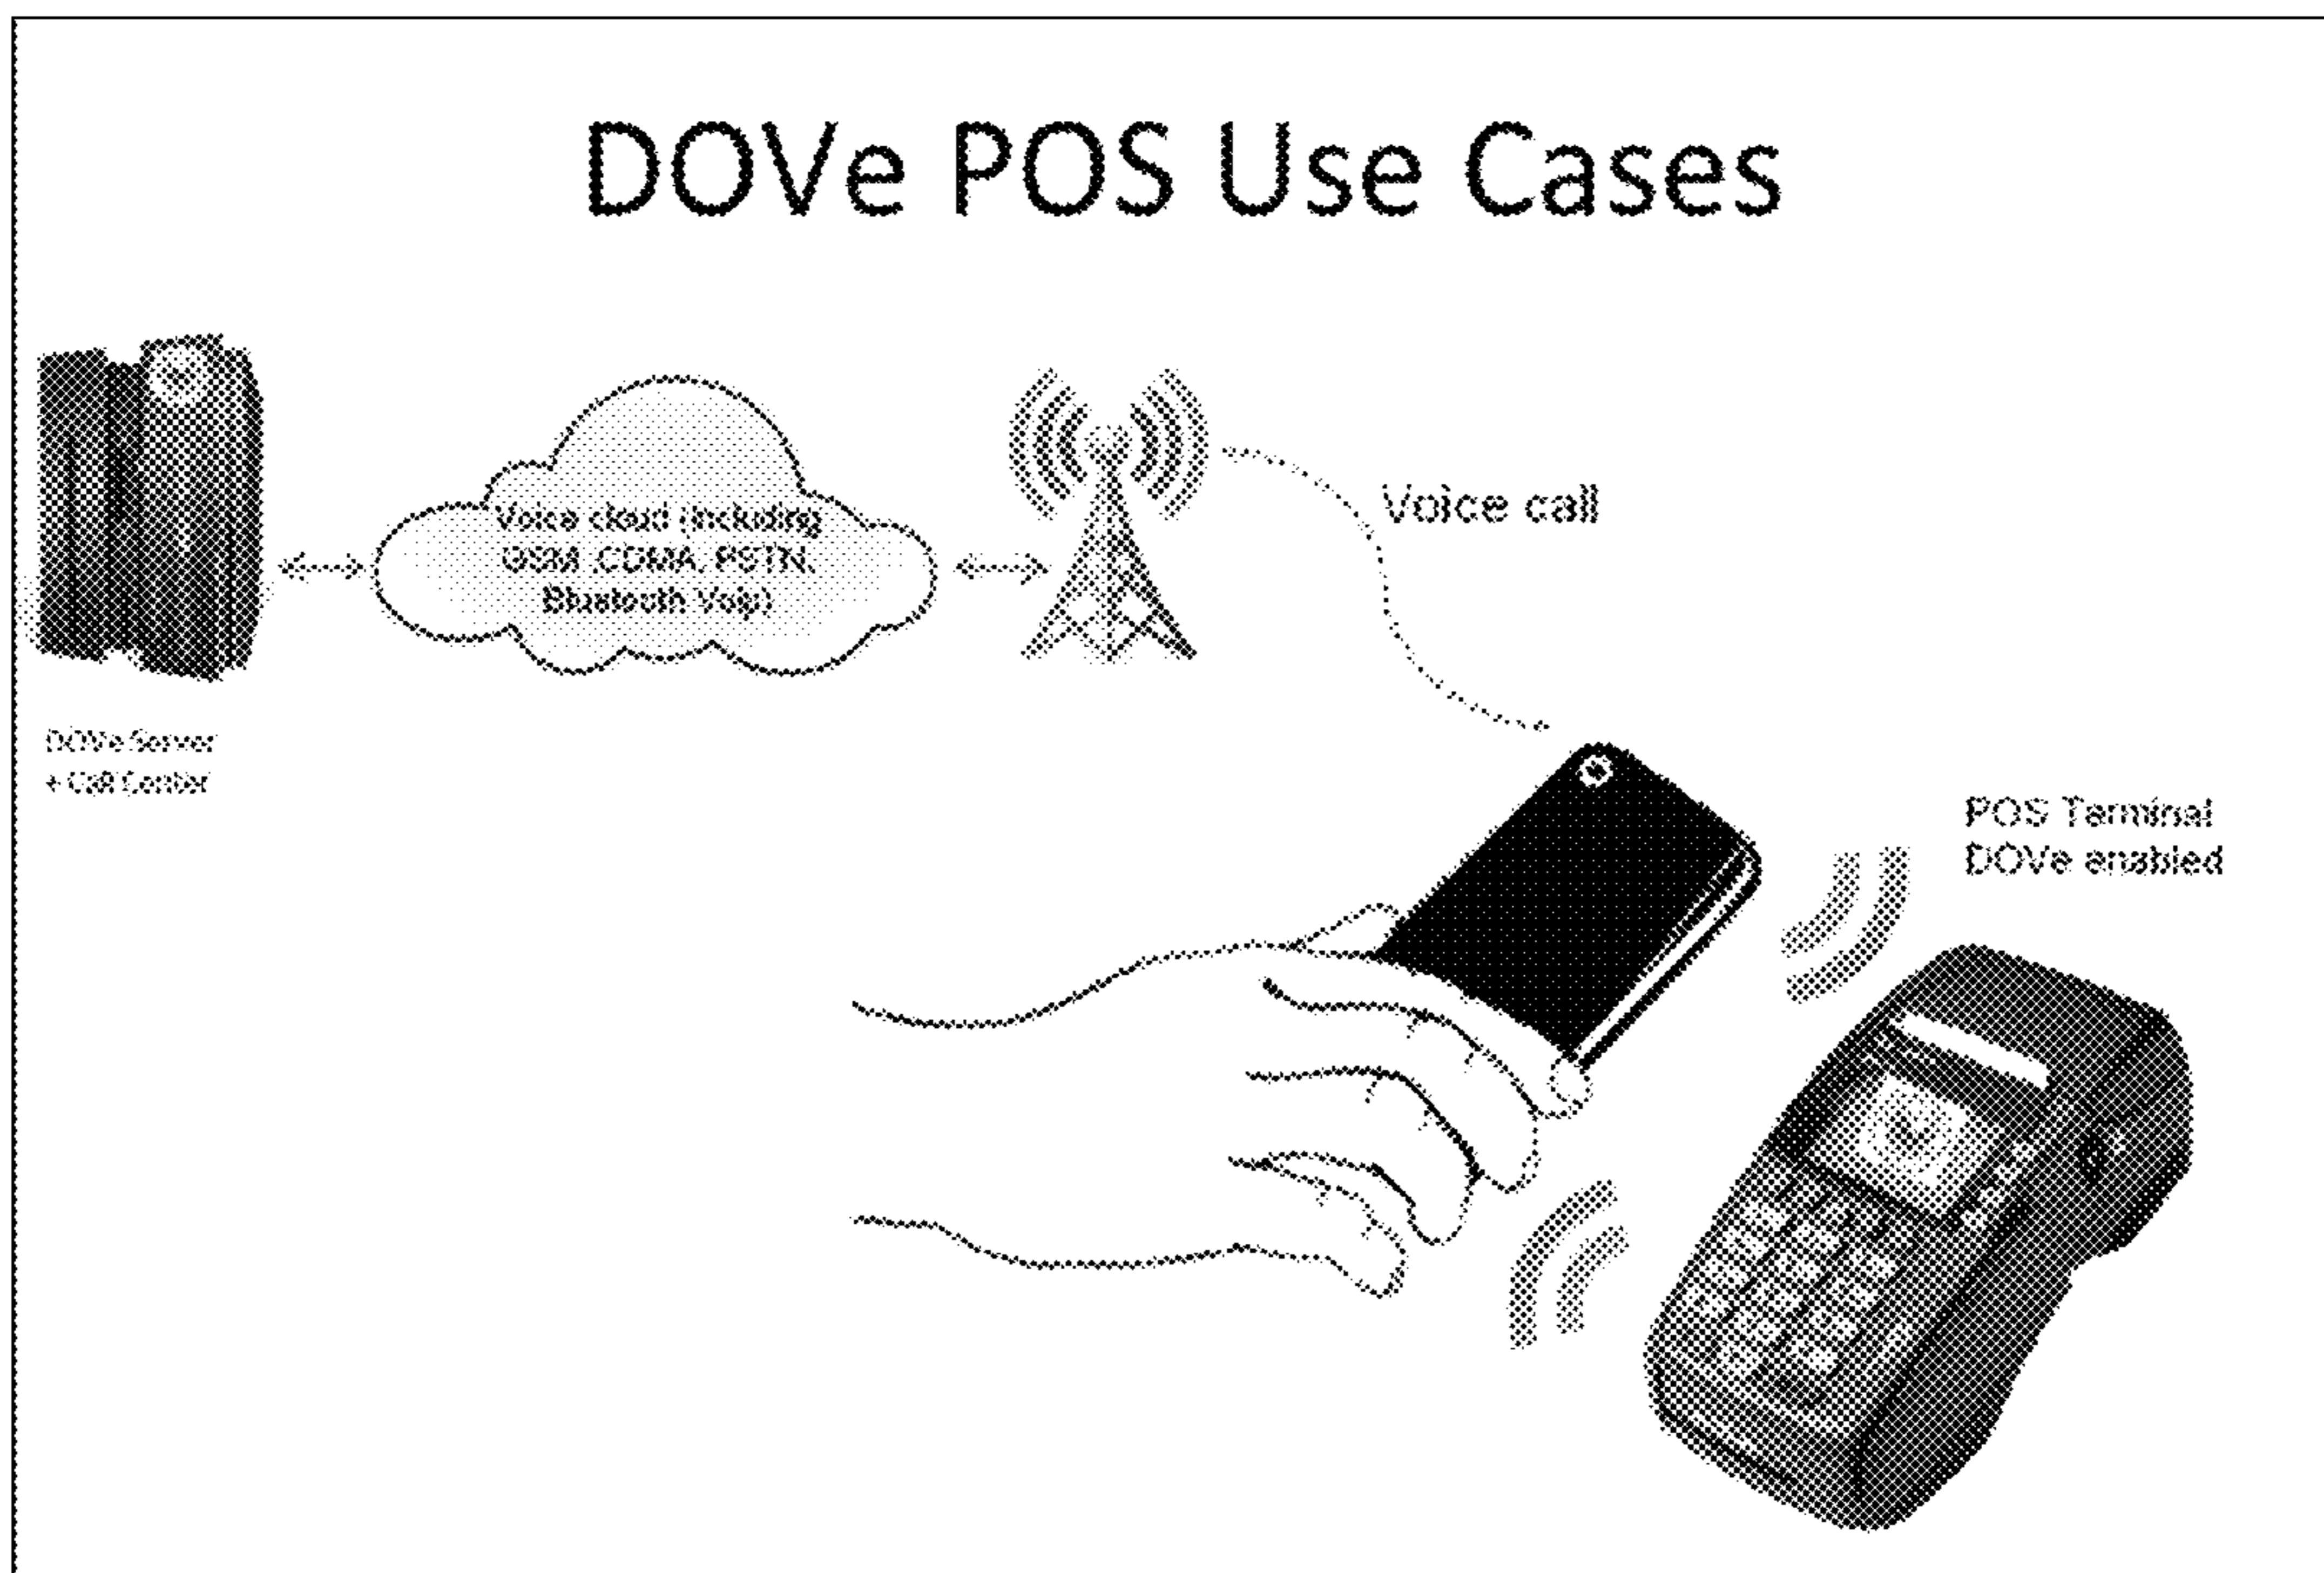 DOVe POS Use Cases
Voice cloud (including
GSM ,CDMA, PSTN,
Bluetooth Voip)
Voice call
DOVe Server
+ Call Center
POS Terminal
DOVe enabled